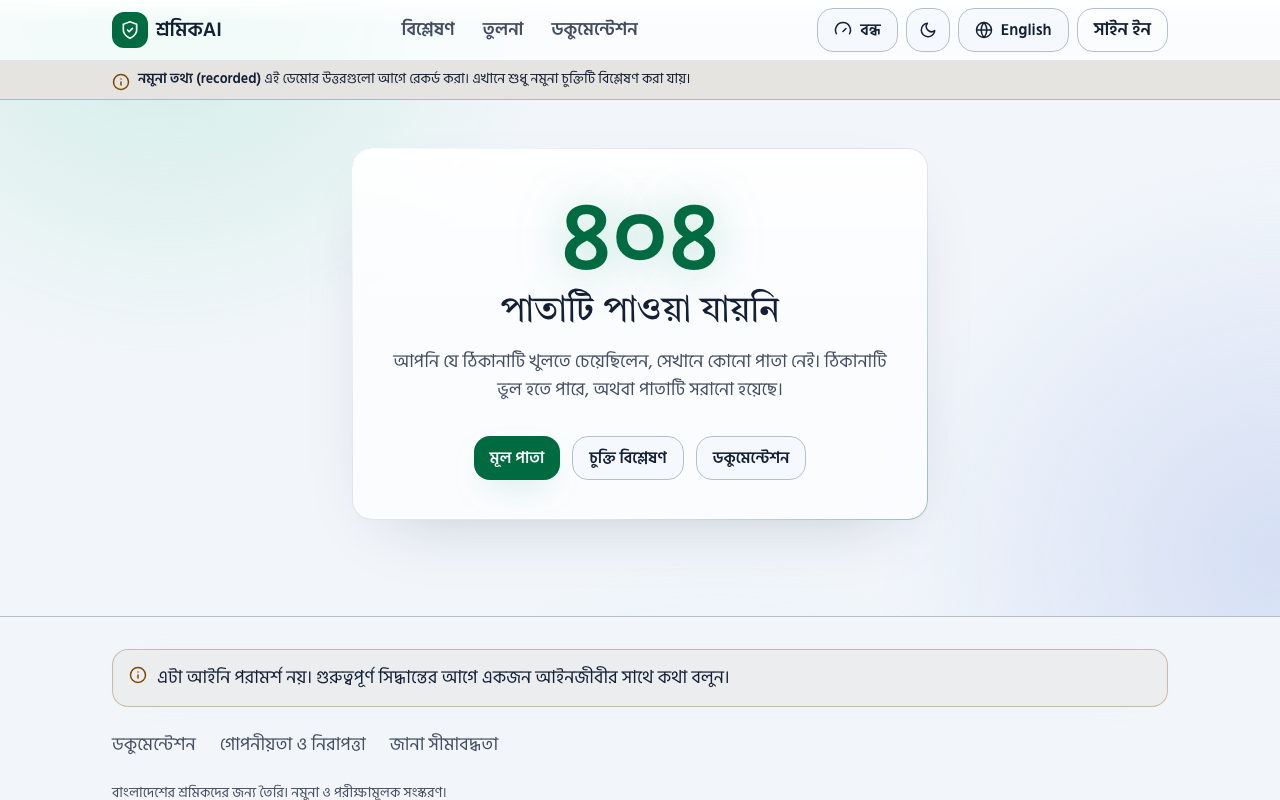 শ্রমিকAI
বিশ্লেষণ তুলনা ডকুমেন্টেশন
বন্ধ English সাইন ইন
নমুনা তথ্য (recorded) এই ডেমোর উত্তরগুলো আগে রেকর্ড করা। এখানে শুধু নমুনা চুক্তিটি বিশ্লেষণ করা যায়।
৪০৪
পাতাটি পাওয়া যায়নি
আপনি যে ঠিকানাটি খুলতে চেয়েছিলেন, সেখানে কোনো পাতা নেই। ঠিকানাটি
ভুল হতে পারে, অথবা পাতাটি সরানো হয়েছে।
মূল পাতা চুক্তি বিশ্লেষণ ডকুমেন্টেশন
এটা আইনি পরামর্শ নয়। গুরুত্বপূর্ণ সিদ্ধান্তের আগে একজন আইনজীবীর সাথে কথা বলুন।
ডকুমেন্টেশন গোপনীয়তা ও নিরাপত্তা জানা সীমাবদ্ধতা
বাংলাদেশের শ্রমিকদের জন্য তৈরি। নমুনা ও পরীক্ষামূলক সংস্করণ।